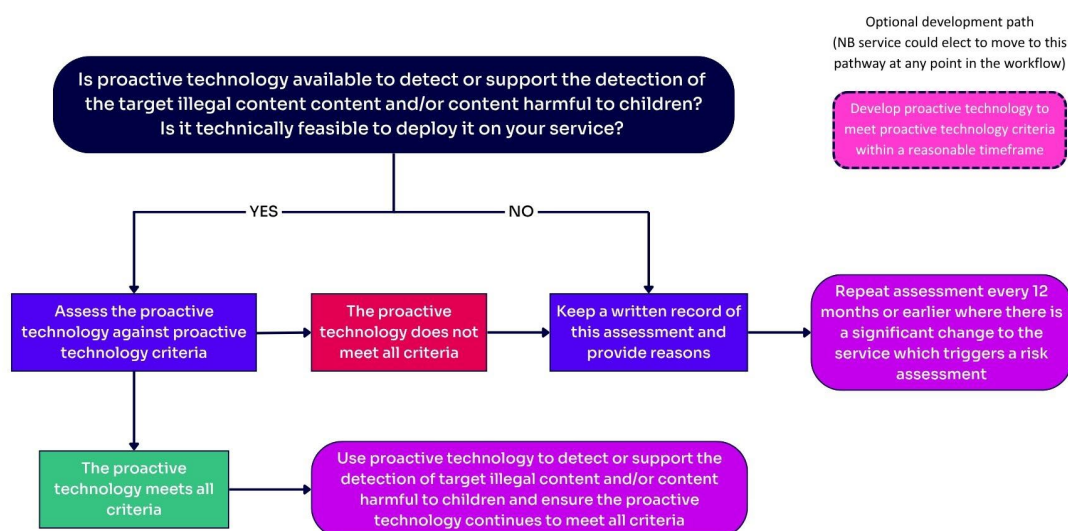 Optional development path
(NB service could elect to move to this
pathway at any point in the workflow)
Is proactive technology available to detect or support the detection of
the target illegal content content and/or content harmful to children?
Is it technically feasible to deploy it on your service?
Develop proactive technology to
meet proactive technology criteria
within a reasonable timeframe
YES
NO
Assess the proactive
technology against proactive
technology criteria
The proactive
technology does not
meet all criteria
Keep a written record of
this assessment and
provide reasons
Repeat assessment every 12
months or earlier where there is
a significant change to the
service which triggers a risk
assessment
The proactive
technology meets all
criteria
Use proactive technology to detect or support the
detection of target illegal content and/or content
harmful to children and ensure the proactive
technology continues to meet all criteria